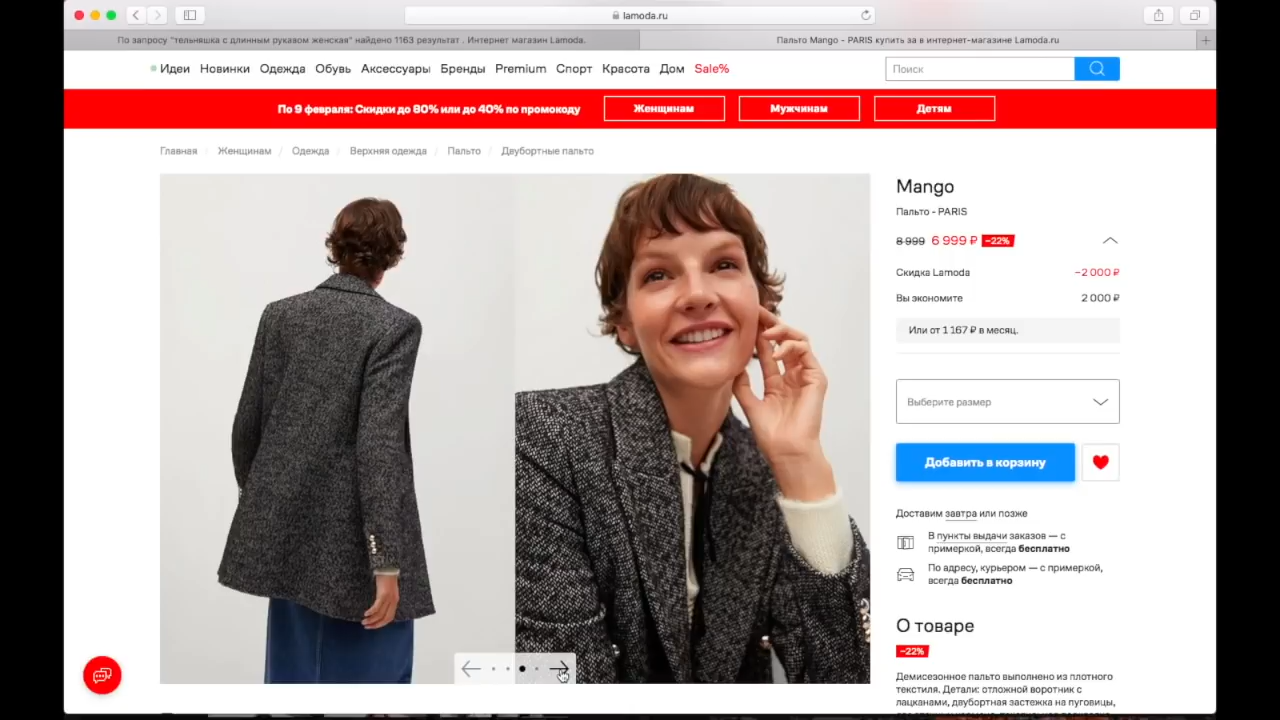 lamoda.ru
По запросу "тельняшка с длинным рукавом женская" найдено 1163 результат . Интернет магазин Lamoda.
Пальто Mango - PARIS купить за в интернет-магазине Lamoda.ru
Идеи Новинки Одежда Обувь Аксессуары Бренды Premium Спорт Красота Дом Sale%
Поиск
По 9 февраля: Скидки до 80% или до 40% по промокоду
Женщинам
Мужчинам
Детям
Главная / Женщинам / Одежда / Верхняя одежда / Пальто / Двубортные пальто
Mango
Пальто - PARIS
8 999 6 999 ₽ −22%
Скидка Lamoda −2 000 ₽
Вы экономите 2 000 ₽
Или от 1 167 ₽ в месяц.
Выберите размер
Добавить в корзину
Доставим завтра или позже
В пункты выдачи заказов — с
примеркой, всегда бесплатно
По адресу, курьером — с примеркой,
всегда бесплатно
О товаре
−22%
Демисезонное пальто выполнено из плотного
текстиля. Детали: отложной воротник с
лацканами, двубортная застежка на пуговицы,